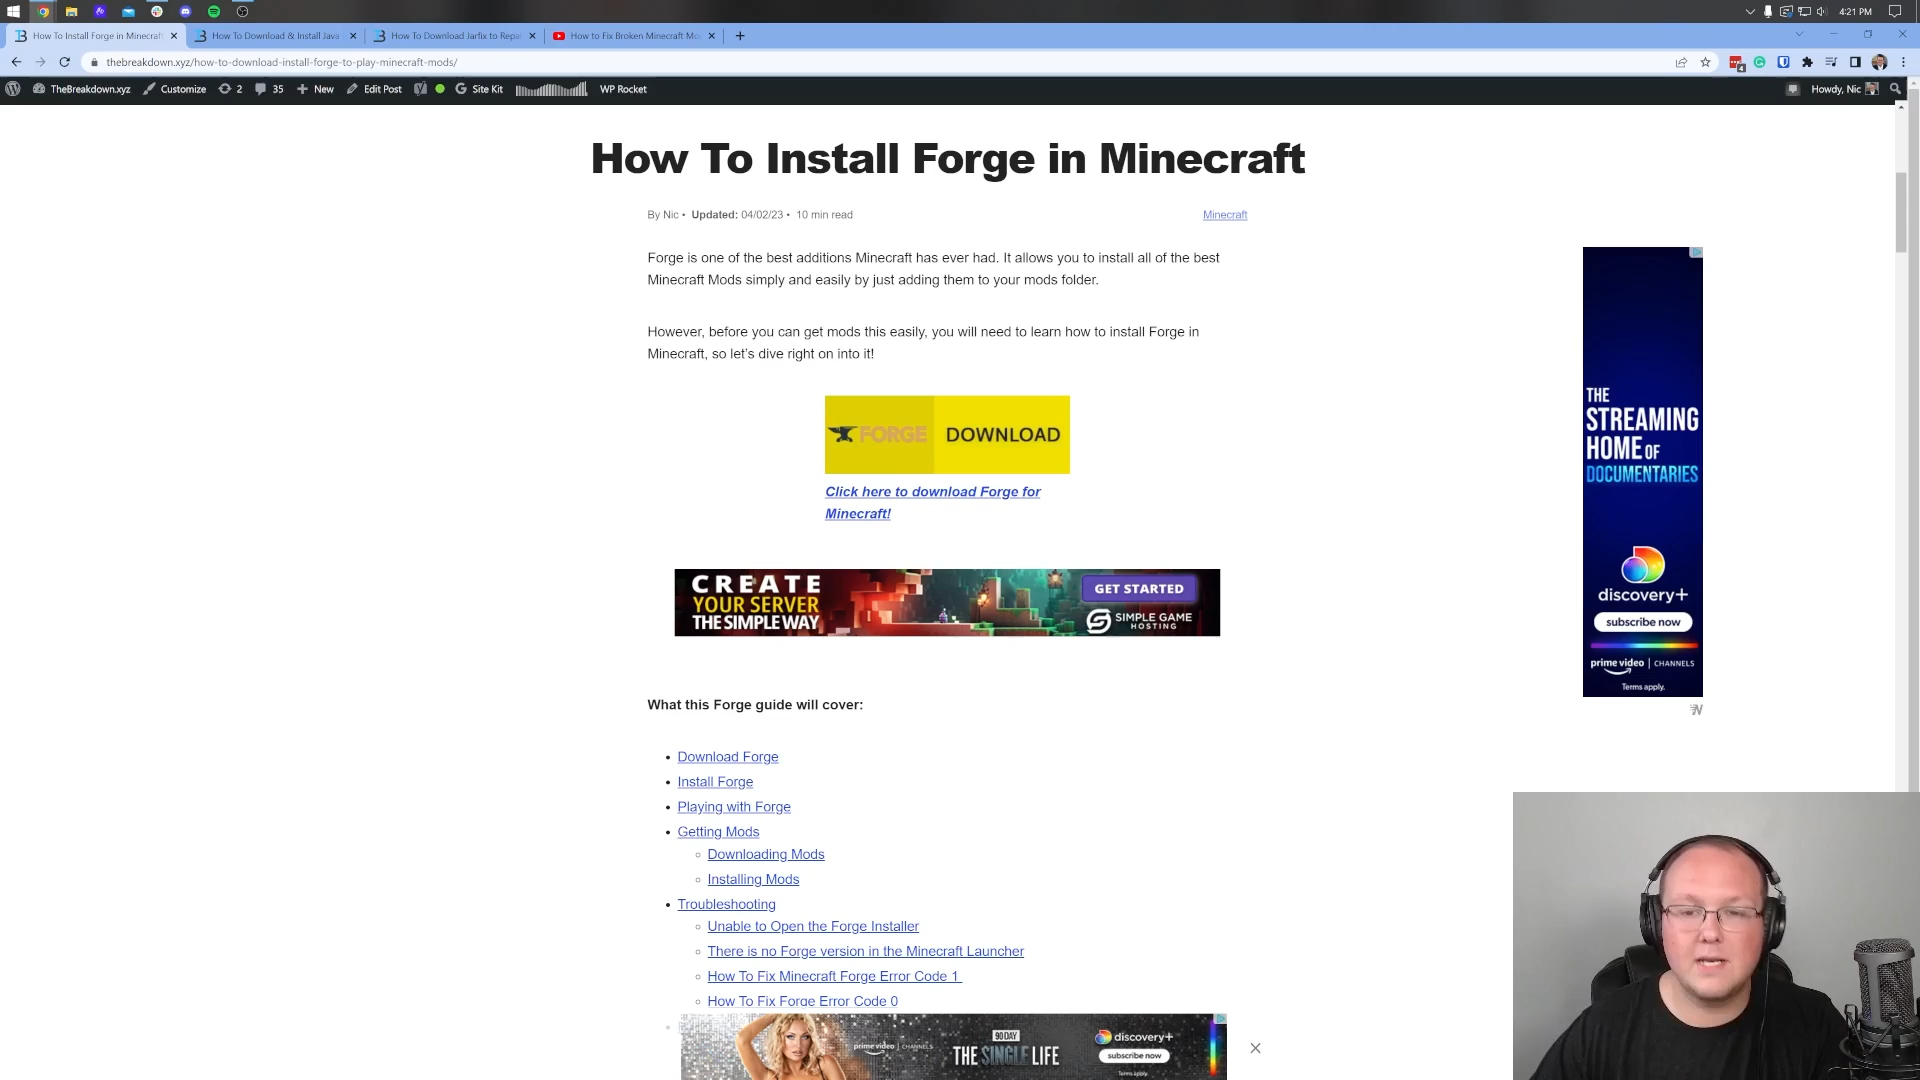 4:21 PM
How To Install Forge in Minecraft
How To Download & Install Java
How To Download Jarfix to Repai
How to Fix Broken Minecraft Mo
thebreakdown.xyz/how-to-download-install-forge-to-play-minecraft-mods/
4
TheBreakdown.xyz Customize 2 35 New Edit Post Site Kit WP Rocket Howdy, Nic
How To Install Forge in Minecraft
By Nic • Updated: 04/02/23 • 10 min read
Minecraft
Forge is one of the best additions Minecraft has ever had. It allows you to install all of the best
Minecraft Mods simply and easily by just adding them to your mods folder.
However, before you can get mods this easily, you will need to learn how to install Forge in
Minecraft, so let’s dive right on into it!
FORGE DOWNLOAD
Click here to download Forge for
Minecraft!
CREATE
YOUR SERVER
THE SIMPLE WAY
GET STARTED
SIMPLE GAME
HOSTING
THE
STREAMING
HOME OF
DOCUMENTARIES
discovery+
subscribe now
prime video | CHANNELS
Terms apply.
What this Forge guide will cover:
• Download Forge
• Install Forge
• Playing with Forge
• Getting Mods
◦ Downloading Mods
◦ Installing Mods
• Troubleshooting
◦ Unable to Open the Forge Installer
◦ There is no Forge version in the Minecraft Launcher
◦ How To Fix Minecraft Forge Error Code 1
◦ How To Fix Forge Error Code 0
prime video | CHANNELS
90 DAY
THE SINGLE LIFE
discovery+
subscribe now
Terms apply.